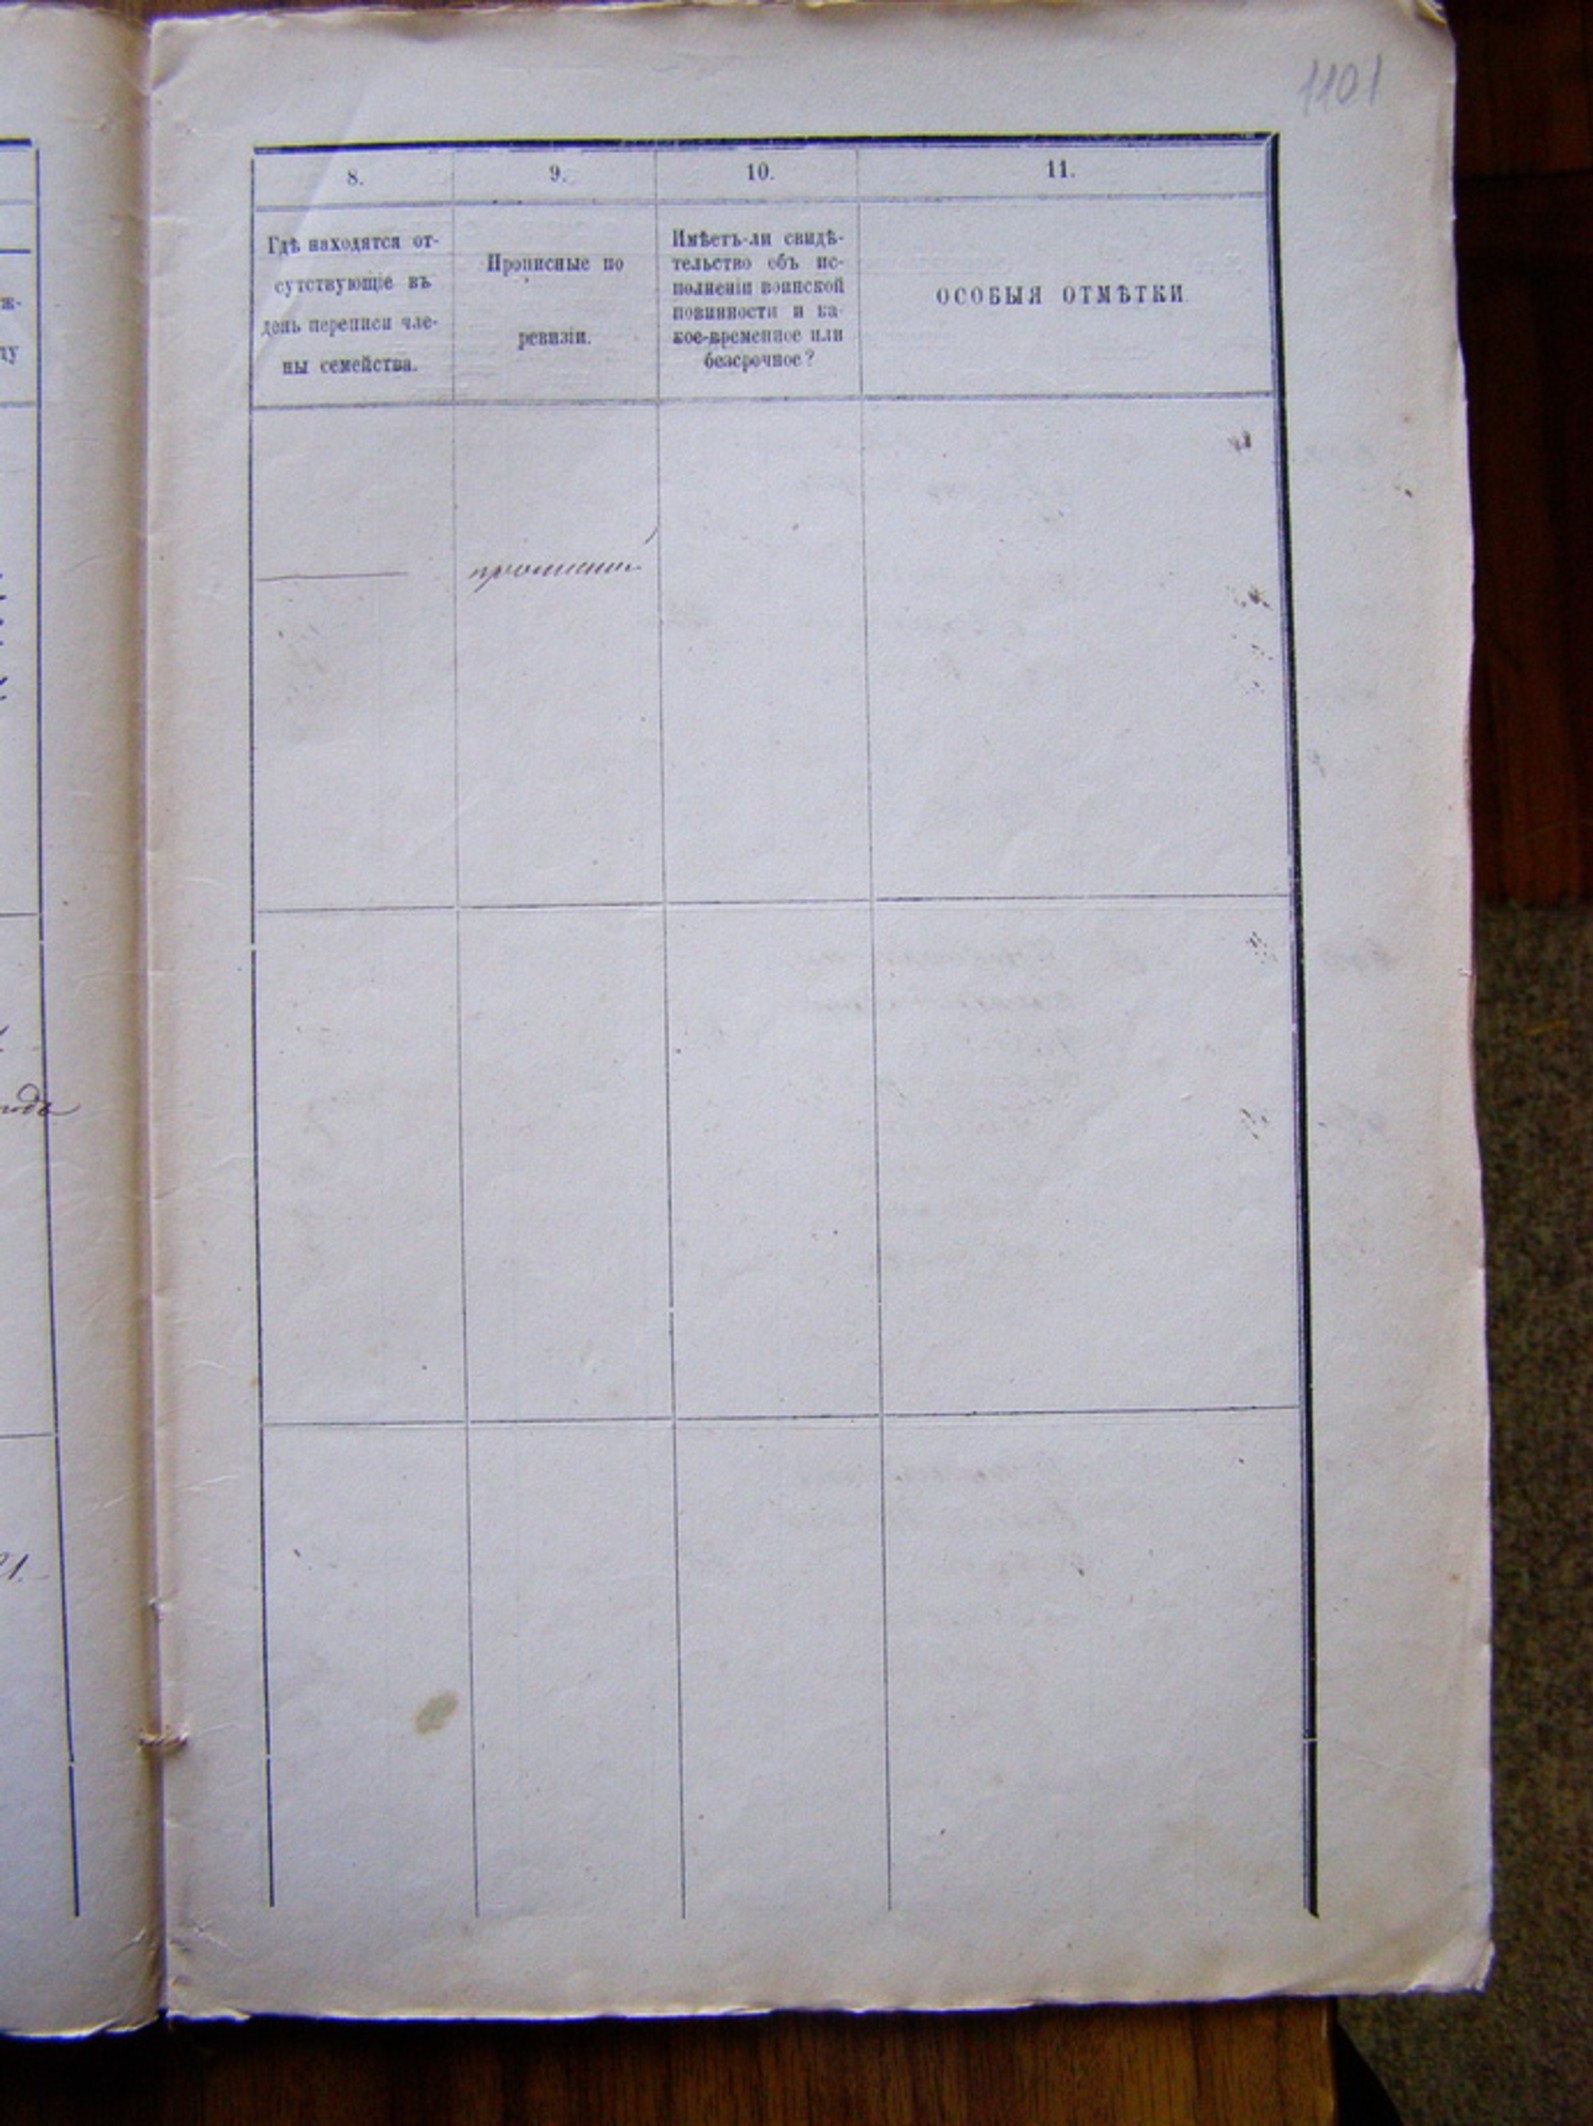 1101
8.
9.
10.
11.
Гдѣ находятся от-
сутствующіе въ
день переписи чле-
ны семейства.
Прописные по
ревизіи.
Имѣетъ-ли свидѣ-
тельство объ ис-
полненіи воинской
повинности и ка-
кое-временное или
безсрочное?
ОСОБЫЯ ОТМѢТКИ.
ж-
ду